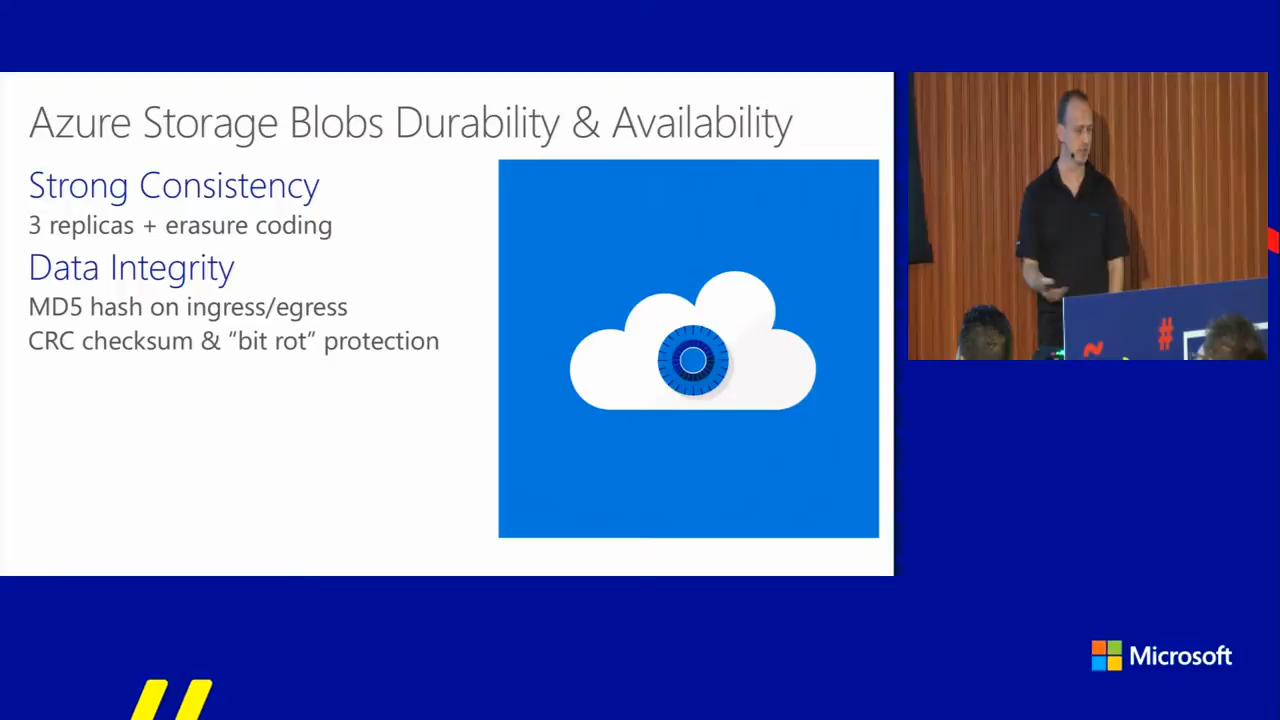 Azure Storage Blobs Durability & Availability
Strong Consistency
3 replicas + erasure coding
Data Integrity
MD5 hash on ingress/egress
CRC checksum & “bit rot” protection
~ #
Microsoft
//